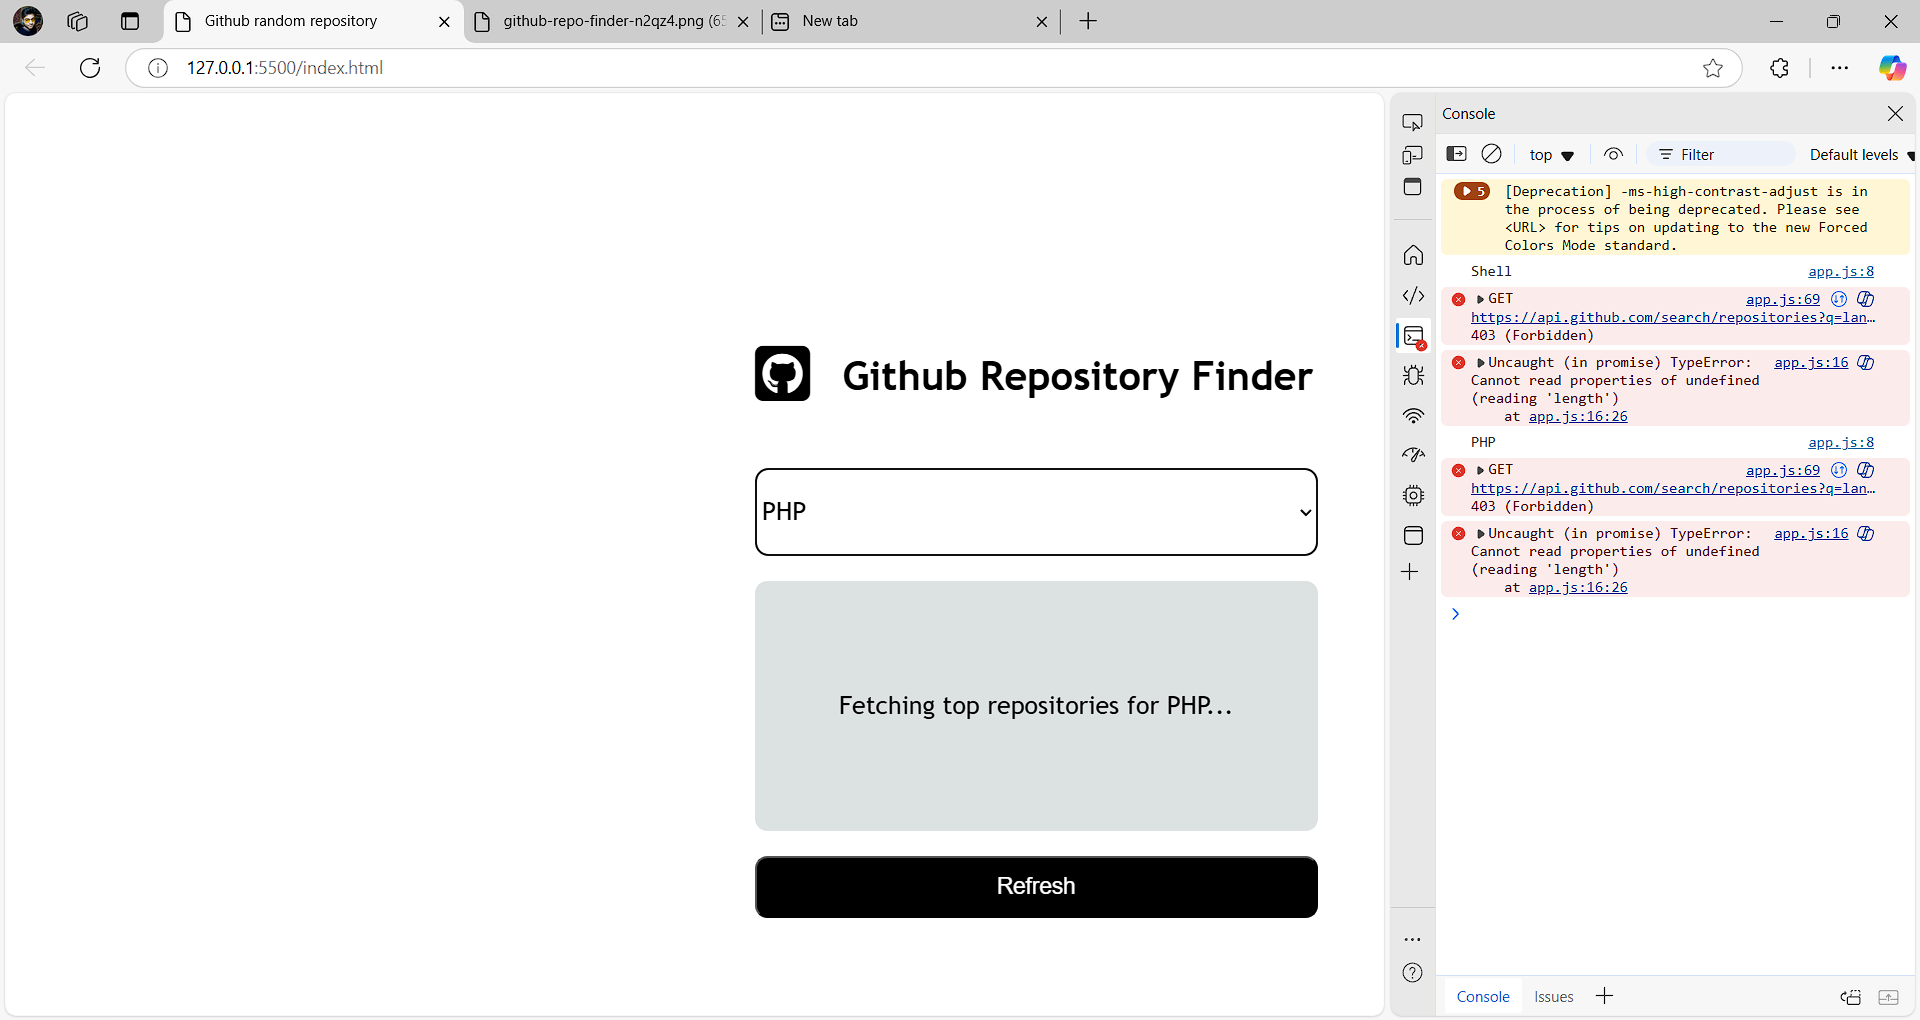 Github random repository
github-repo-finder-n2qz4.png (65
New tab
127.0.0.1:5500/index.html
Github Repository Finder
PHP
Fetching top repositories for PHP...
Refresh
Console
top
Filter
Default levels
5
[Deprecation] -ms-high-contrast-adjust is in
the process of being deprecated. Please see
<URL> for tips on updating to the new Forced
Colors Mode standard.
Shell app.js:8
GET app.js:69
https://api.github.com/search/repositories?q=lan…
403 (Forbidden)
Uncaught (in promise) TypeError: app.js:16
Cannot read properties of undefined
(reading 'length')
at app.js:16:26
PHP app.js:8
GET app.js:69
https://api.github.com/search/repositories?q=lan…
403 (Forbidden)
Uncaught (in promise) TypeError: app.js:16
Cannot read properties of undefined
(reading 'length')
at app.js:16:26
Console Issues